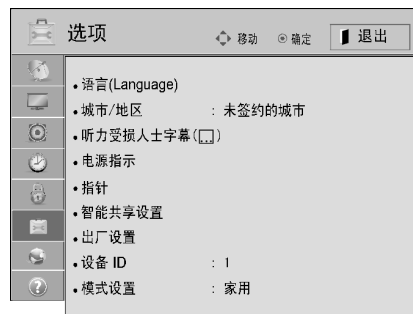 选项 移动 确定 退出
• 语言(Language)
• 城市/地区 : 未签约的城市
• 听力受损人士字幕(...)
• 电源指示
• 指针
• 智能共享设置
• 出厂设置
• 设备 ID : 1
• 模式设置 : 家用